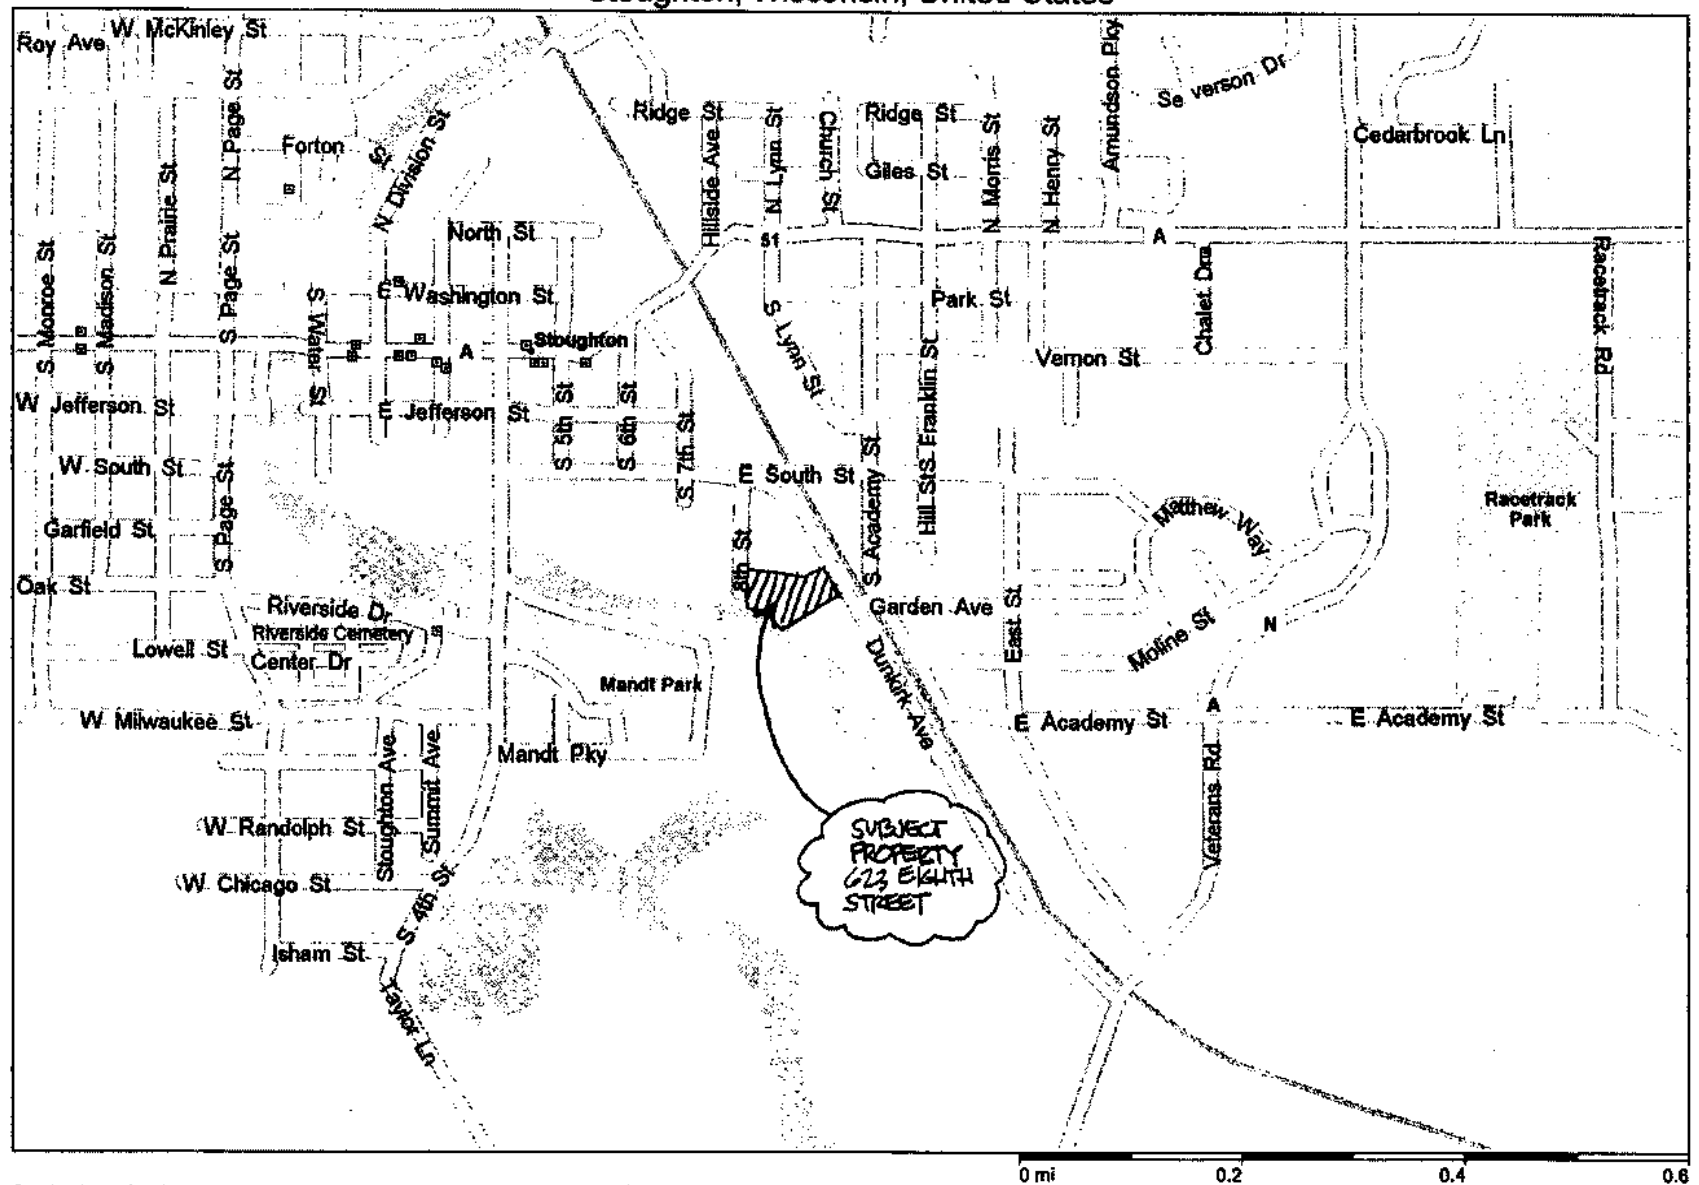 Stoughton, Wisconsin, United States
Roy Ave
W McKinley St
Amundson Pky
Severson Dr
N Page St
Ridge St
Ridge St
Cedarbrook Ln
Forton
St
N Division St
Hillside Ave
N Lynn St
Church St
Giles St
N Morris St
N Henry St
N Prairie St
North St
51
A
S Monroe St
S Madison St
S Page St
E Washington St
S Water St
S Lynn St
Park St
Chalet Dr
Racetrack Rd
A
Stoughton
Vernon St
W Jefferson St
E Jefferson St
S 5th St
S 6th St
S 7th St
S Franklin St
W South St
E South St
S Academy St
Hill St
S Page St
Garfield St
8th St
Matthew Way
Racetrack
Park
Oak St
Riverside Dr
Garden Ave
East St
Riverside Cemetery
Lowell St
Center Dr
Moline St
N
Mandt Park
Dunkirk Ave
W Milwaukee St
E Academy St
A
E Academy St
Mandt Pky
Stoughton Ave
Summit Ave
Veterans Rd
W Randolph St
W Chicago St
S 4th St
Isham St
Taylor Ln
SUBJECT
PROPERTY
623 EIGHTH
STREET
0 mi 0.2 0.4 0.6